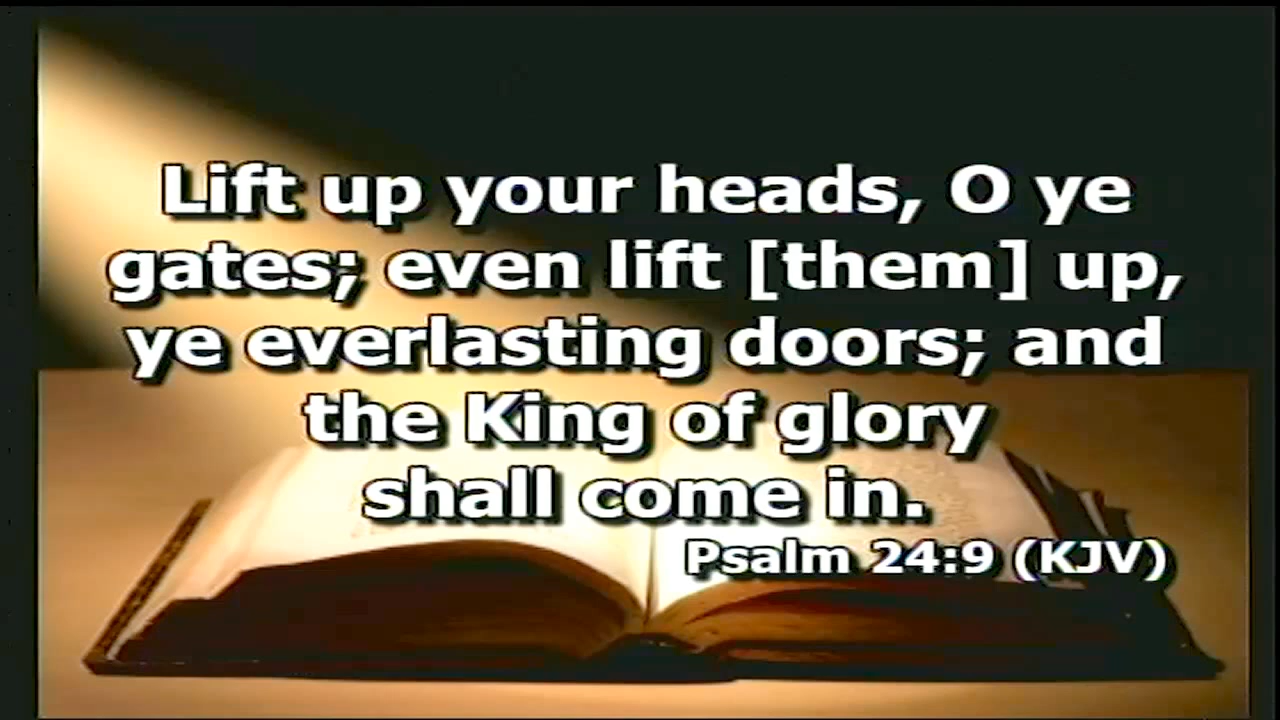 Lift up your heads, O ye
gates; even lift [them] up,
ye everlasting doors; and
the King of glory
shall come in.
Psalm 24:9 (KJV)